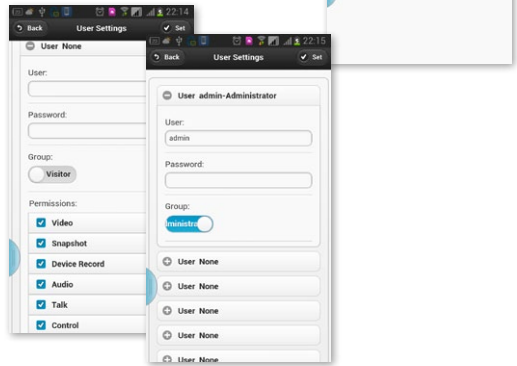 22:14
Back User Settings Set
User None
User:
Password:
Group:
Visitor
Permissions:
Video
Snapshot
Device Record
Audio
Talk
Control
22:15
Back User Settings Set
User admin-Administrator
User:
admin
Password:
Group:
ministra
User None
User None
User None
User None
User None